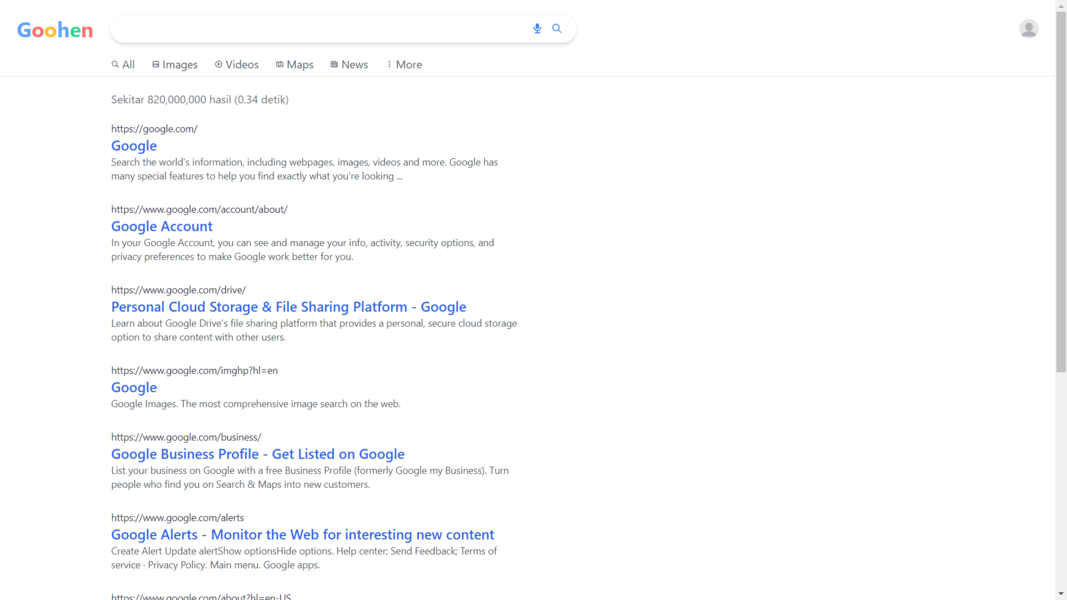 Goohen
All Images Videos Maps News More
Sekitar 820,000,000 hasil (0.34 detik)
https://google.com/
Google
Search the world's information, including webpages, images, videos and more. Google has
many special features to help you find exactly what you're looking ...
https://www.google.com/account/about/
Google Account
In your Google Account, you can see and manage your info, activity, security options, and
privacy preferences to make Google work better for you.
https://www.google.com/drive/
Personal Cloud Storage & File Sharing Platform - Google
Learn about Google Drive's file sharing platform that provides a personal, secure cloud storage
option to share content with other users.
https://www.google.com/imghp?hl=en
Google
Google Images. The most comprehensive image search on the web.
https://www.google.com/business/
Google Business Profile - Get Listed on Google
List your business on Google with a free Business Profile (formerly Google my Business). Turn
people who find you on Search & Maps into new customers.
https://www.google.com/alerts
Google Alerts - Monitor the Web for interesting new content
Create Alert Update alertShow optionsHide options. Help center; Send Feedback; Terms of
service · Privacy Policy. Main menu. Google apps.
https://www.google.com/about?hl=en-US